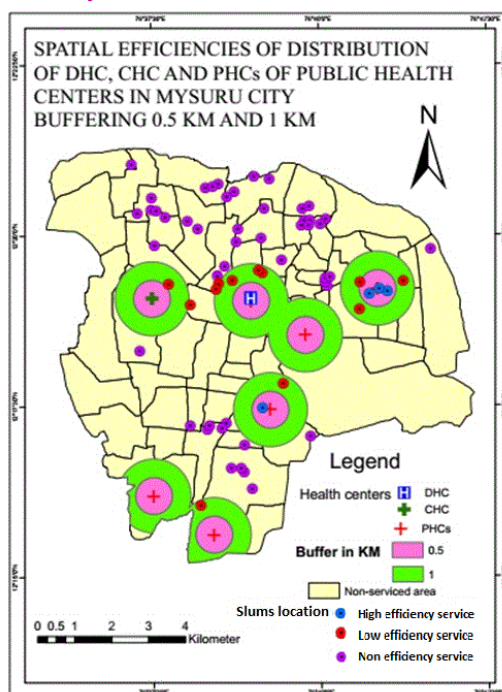 SPATIAL EFFICIENCIES OF DISTRIBUTION
OF DHC, CHC AND PHCs OF PUBLIC HEALTH
CENTERS IN MYSURU CITY
BUFFERING 0.5 KM AND 1 KM
N
H
Legend
Health centers
H DHC
CHC
PHCs
Buffer in KM
0.5
1
Non-serviced area
Slums location
High efficiency service
Low efficiency service
Non efficiency service
0 0.5 1 2 3 4
Kilometer